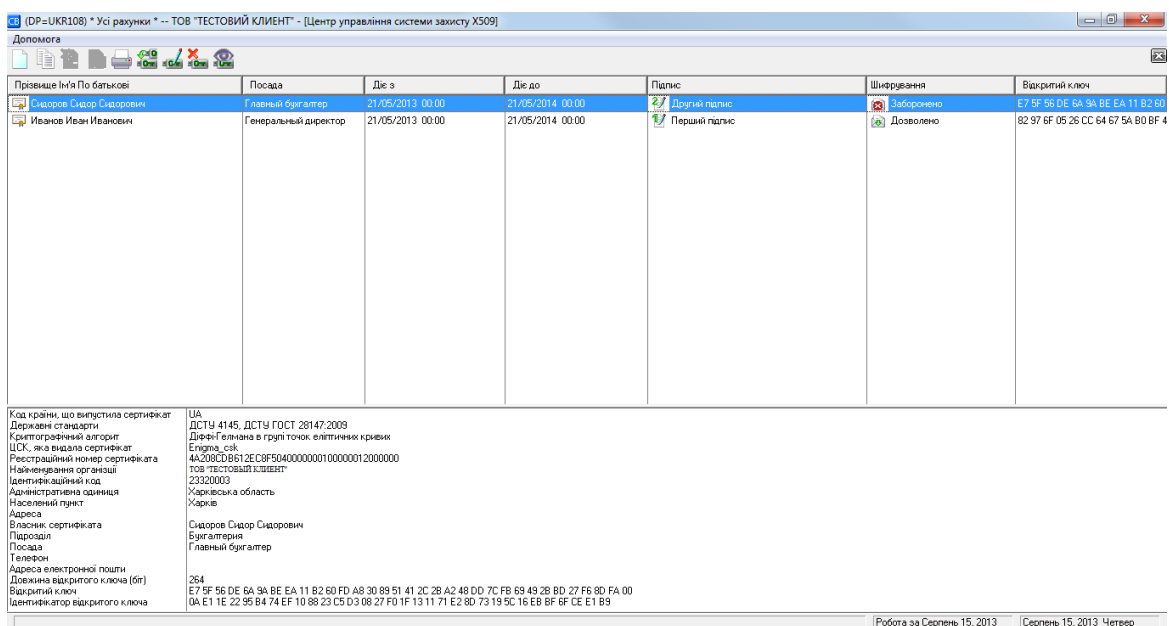 СВ (DP=UKR108) * Усі рахунки * -- ТОВ "ТЕСТОВИЙ КЛИЕНТ" - [Центр управління системи захисту X509]
Допомога
Прізвище Ім'я По батькові Посада Діє з Діє до Підпис Шифрування Відкритий ключ
Сидоров Сидор Сидорович Главный бухгалтер 21/05/2013 00:00 21/05/2014 00:00 Другий підпис Заборонено E7 5F 56 DE 6A 9A BE EA 11 B2 60
Иванов Иван Иванович Генеральный директор 21/05/2013 00:00 21/05/2014 00:00 Перший підпис Дозволено 82 97 6F 05 26 CC 64 67 5A B0 BF 4
Код країни, що випустила сертифікат UA
Державні стандарти ДСТУ 4145, ДСТУ ГОСТ 28147:2009
Криптографічний алгорит Діффі-Гелмана в групі точок еліптичних кривих
ЦСК, яка видала сертифікат Enigma_csk
Реєстраційний номер сертифіката 4A208CDB612EC8F5040000000100000012000000
Найменування організації ТОВ "ТЕСТОВЫЙ КЛИЕНТ"
Ідентифікаційний код 23320003
Адміністративна одиниця Харківська область
Населений пункт Харків
Адреса
Власник сертифіката Сидоров Сидор Сидорович
Підрозділ Бухгалтерия
Посада Главный бухгалтер
Телефон
Адреса електронної пошти
Довжина відкритого ключа (біт) 264
Відкритий ключ E7 5F 56 DE 6A 9A BE EA 11 B2 60 FD A8 30 89 51 41 2C 2B A2 48 DD 7C FB 69 49 2B BD 27 F6 8D FA 00
Ідентифікатор відкритого ключа 0A E1 1E 22 95 B4 74 EF 10 88 23 C5 D3 08 27 F0 1F 13 11 71 E2 8D 73 19 5C 16 EB BF 6F CE E1 B9
Робота за Серпень 15, 2013 Серпень 15, 2013 Четвер